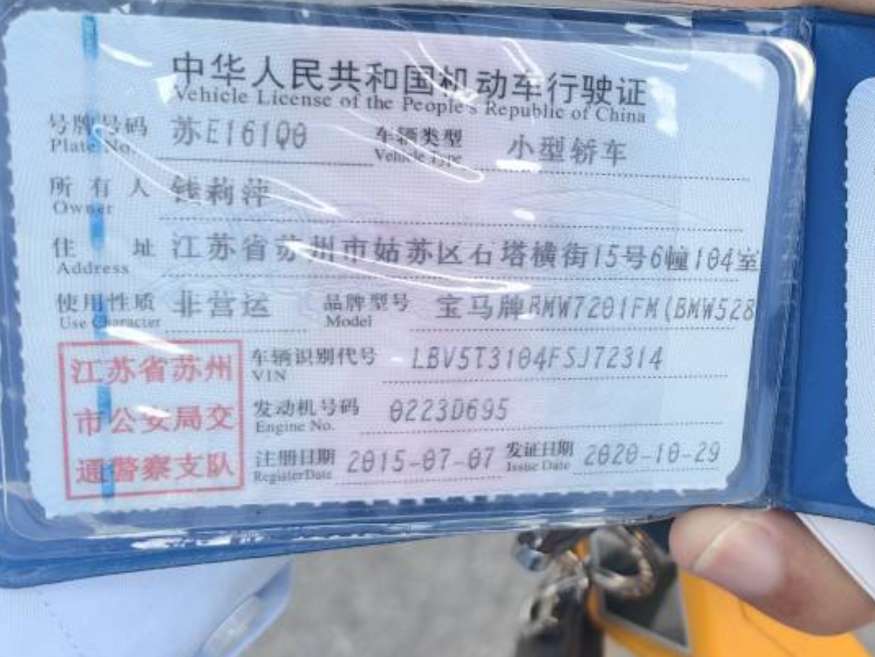 中华人民共和国机动车行驶证
Vehicle License of the People's Republic of China
号牌号码 苏E161Q0 车辆类型 小型轿车
Plate No. Vehicle Type
所有人 钱莉萍
Owner
住址 江苏省苏州市姑苏区石塔横街15号6幢104室
Address
使用性质 非营运 品牌型号 宝马牌BMW7201FM(BMW528
Use Character Model
江苏省苏州
市公安局交
通警察支队
车辆识别代号 LBV5T3104FSJ72314
VIN
发动机号码 0223D695
Engine No.
注册日期 2015-07-07 发证日期 2020-10-29
Register Date Issue Date